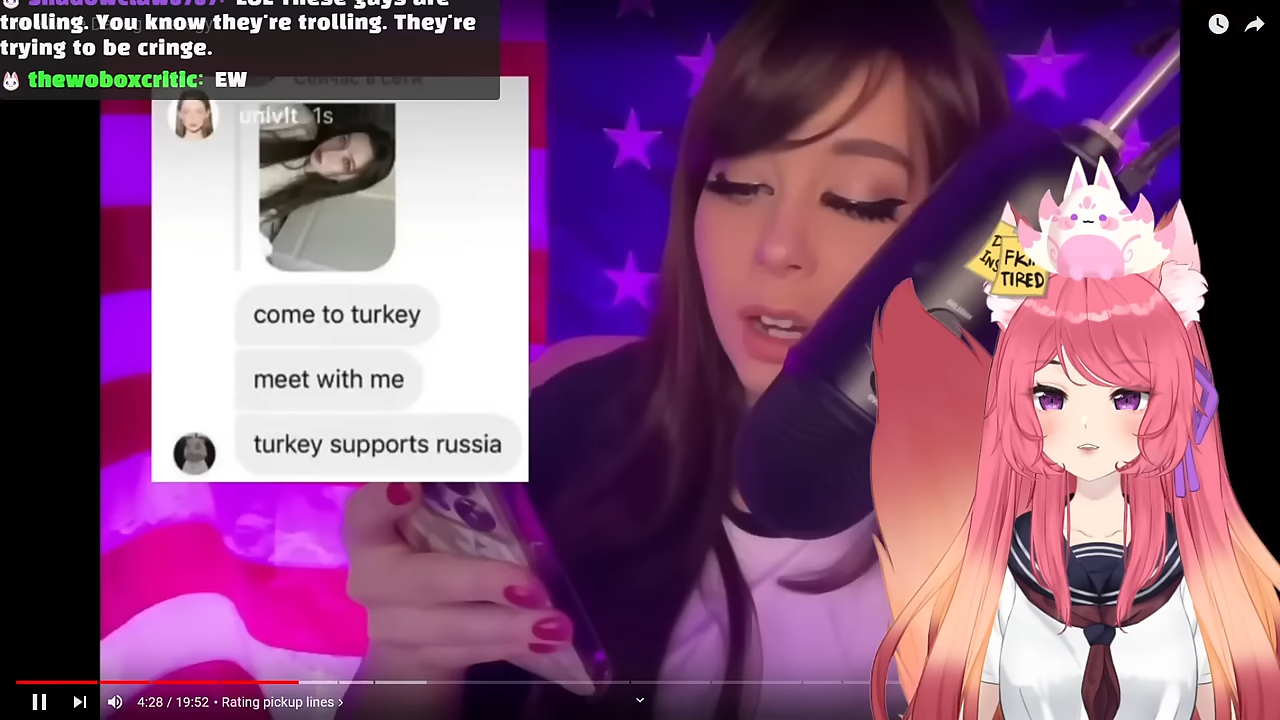 LOL These guys are
trolling. You know they're trolling. They're
trying to be cringe.
thewoboxcritic: EW
Сейчас в сети
univlt 1s
come to turkey
meet with me
turkey supports russia
FK
TIRED
4:28 / 19:52 • Rating pickup lines ›